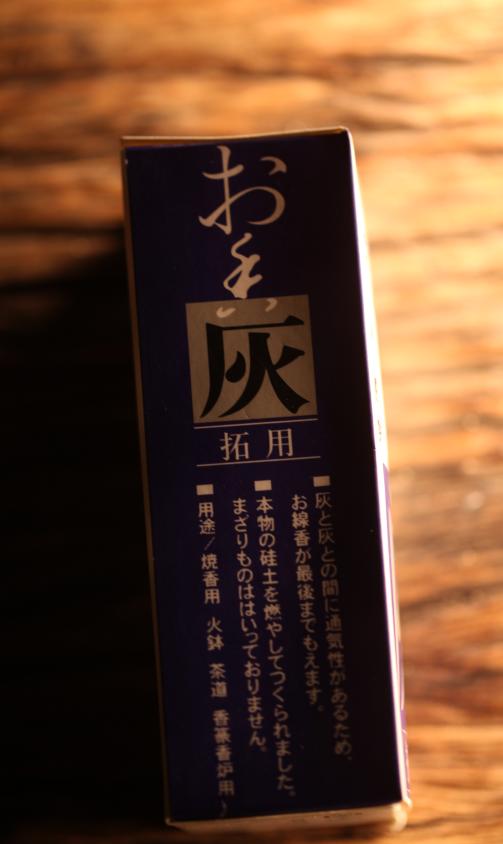 お香
灰
拓用
■灰と灰との間に通気性があるため、
お線香が最後までもえます。
■本物の硅土を燃やしてつくられました。
まざりものははいっておりません。
■用途／焼香用 火鉢 茶道 香篆香炉用